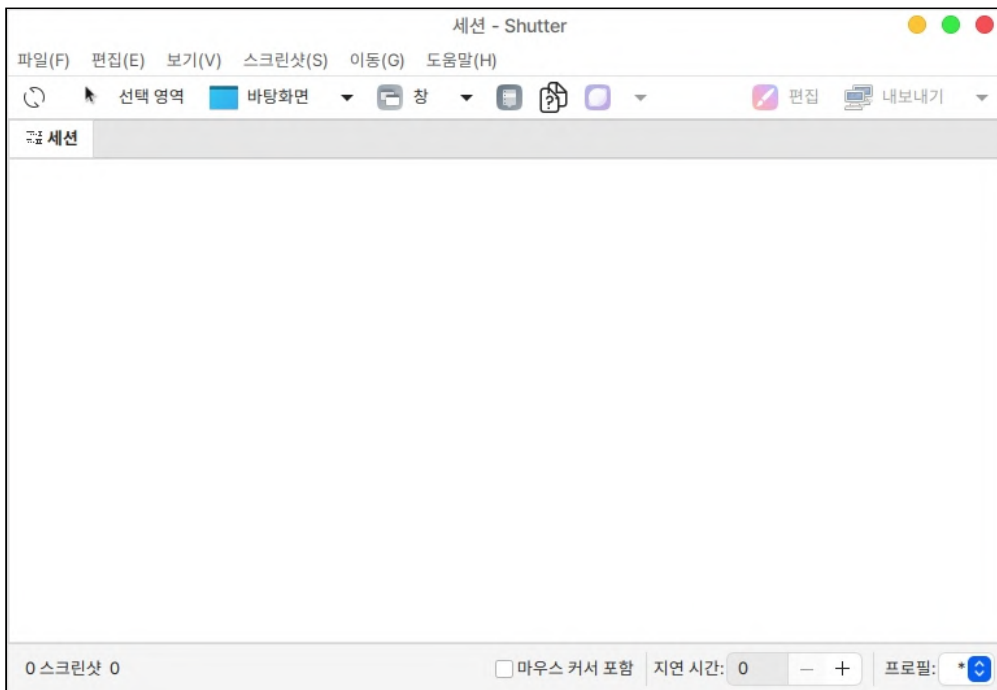 세션 - Shutter
파일(F) 편집(E) 보기(V) 스크린샷(S) 이동(G) 도움말(H)
선택 영역 바탕화면 창 편집 내보내기
세션
0 스크린샷 0 마우스 커서 포함 지연 시간: 0 − + 프로필: *